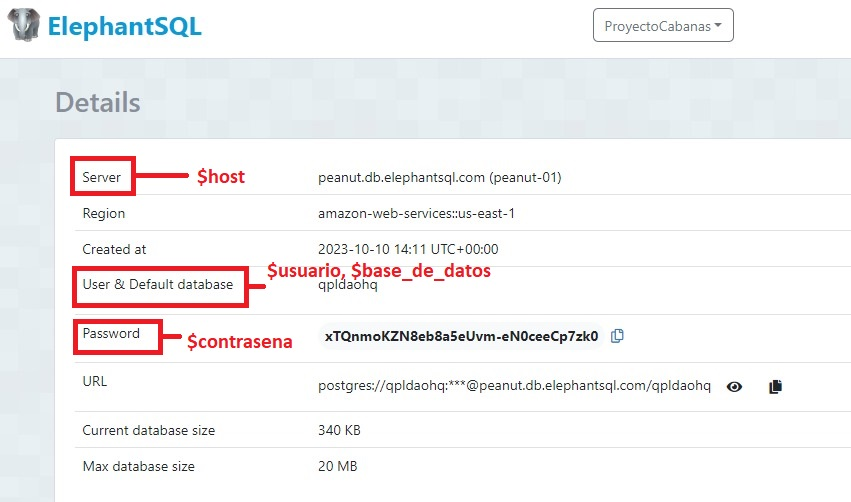 ElephantSQL
ProyectoCabanas
Details
Server $host peanut.db.elephantsql.com (peanut-01)
Region amazon-web-services::us-east-1
Created at 2023-10-10 14:11 UTC+00:00
$usuario, $base_de_datos
User & Default database qpldaohq
Password $contrasena xTQnmoKZN8eb8a5eUvm-eN0ceeCp7zk0
URL postgres://qpldaohq:***@peanut.db.elephantsql.com/qpldaohq
Current database size 340 KB
Max database size 20 MB